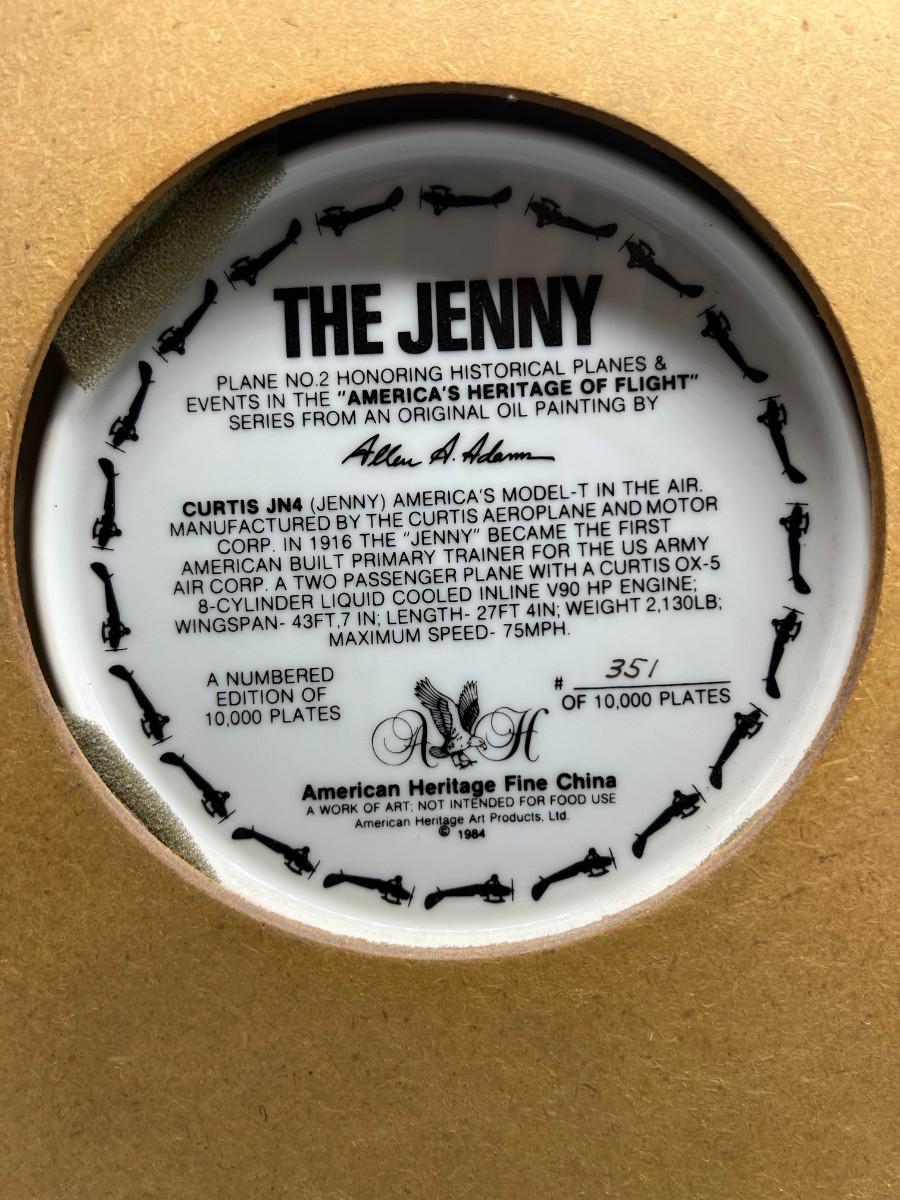 THE JENNY
PLANE NO.2 HONORING HISTORICAL PLANES &
EVENTS IN THE "AMERICA'S HERITAGE OF FLIGHT"
SERIES FROM AN ORIGINAL OIL PAINTING BY
Allen A. Adams
CURTIS JN4 (JENNY) AMERICA'S MODEL-T IN THE AIR.
MANUFACTURED BY THE CURTIS AEROPLANE AND MOTOR
CORP. IN 1916 THE "JENNY" BECAME THE FIRST
AMERICAN BUILT PRIMARY TRAINER FOR THE US ARMY
AIR CORP. A TWO PASSENGER PLANE WITH A CURTIS OX-5
8-CYLINDER LIQUID COOLED INLINE V90 HP ENGINE;
WINGSPAN- 43FT,7 IN; LENGTH- 27FT 4IN; WEIGHT 2,130LB;
MAXIMUM SPEED- 75MPH.
A NUMBERED
EDITION OF
10,000 PLATES
# 351
OF 10,000 PLATES
A H
American Heritage Fine China
A WORK OF ART; NOT INTENDED FOR FOOD USE
American Heritage Art Products, Ltd.
© 1984